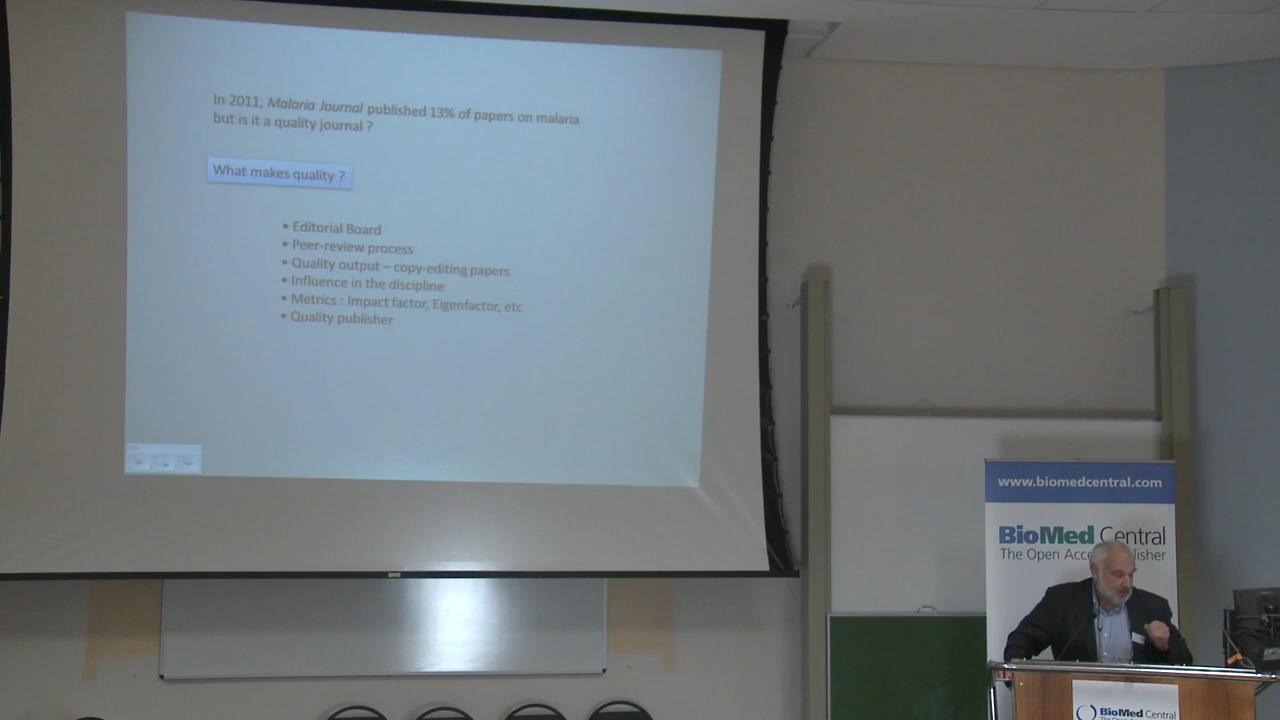 In 2011, Malaria Journal published 13% of papers on malaria
but is it a quality journal ?
What makes quality ?
• Editorial Board
• Peer-review process
• Quality output – copy-editing papers
• Influence in the discipline
• Metrics : Impact factor, Eigenfactor, etc
• Quality publisher
www.biomedcentral.com
BioMed Central
The Open
BioMed Central